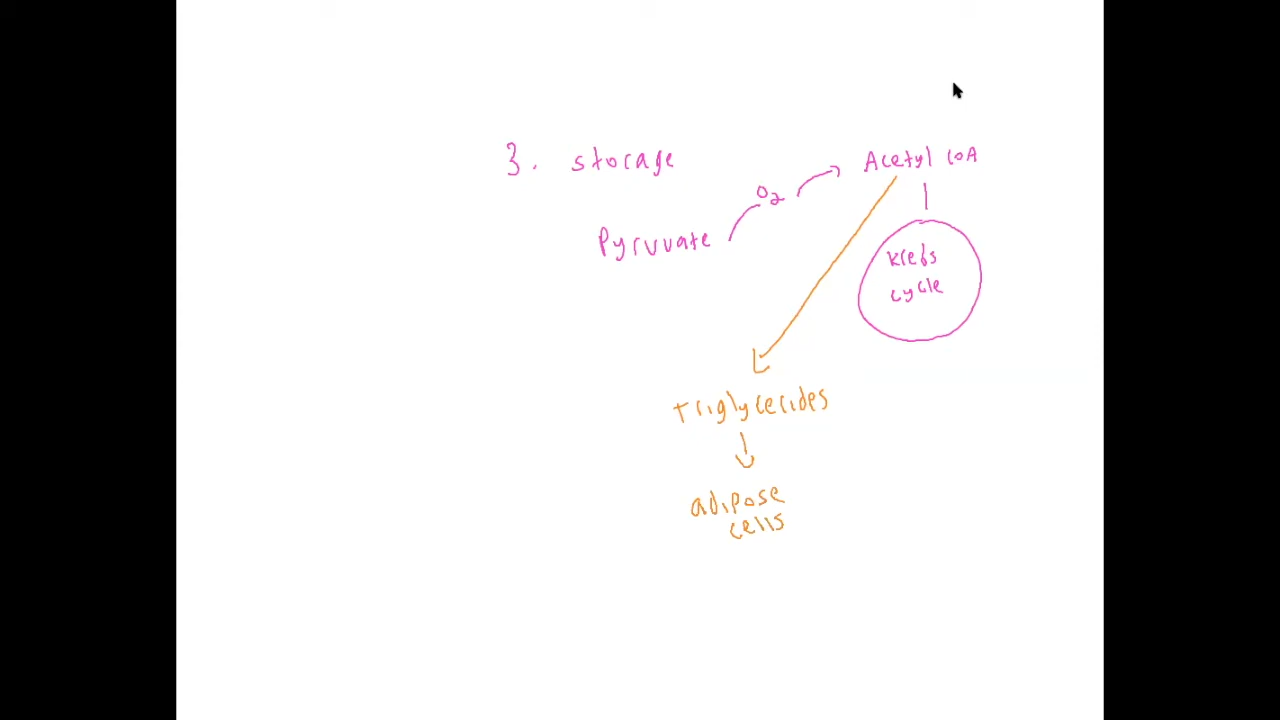 3. storage
Acetyl COA
O2
Pyruvate
Krebs
cycle
triglycerides
adipose
cells